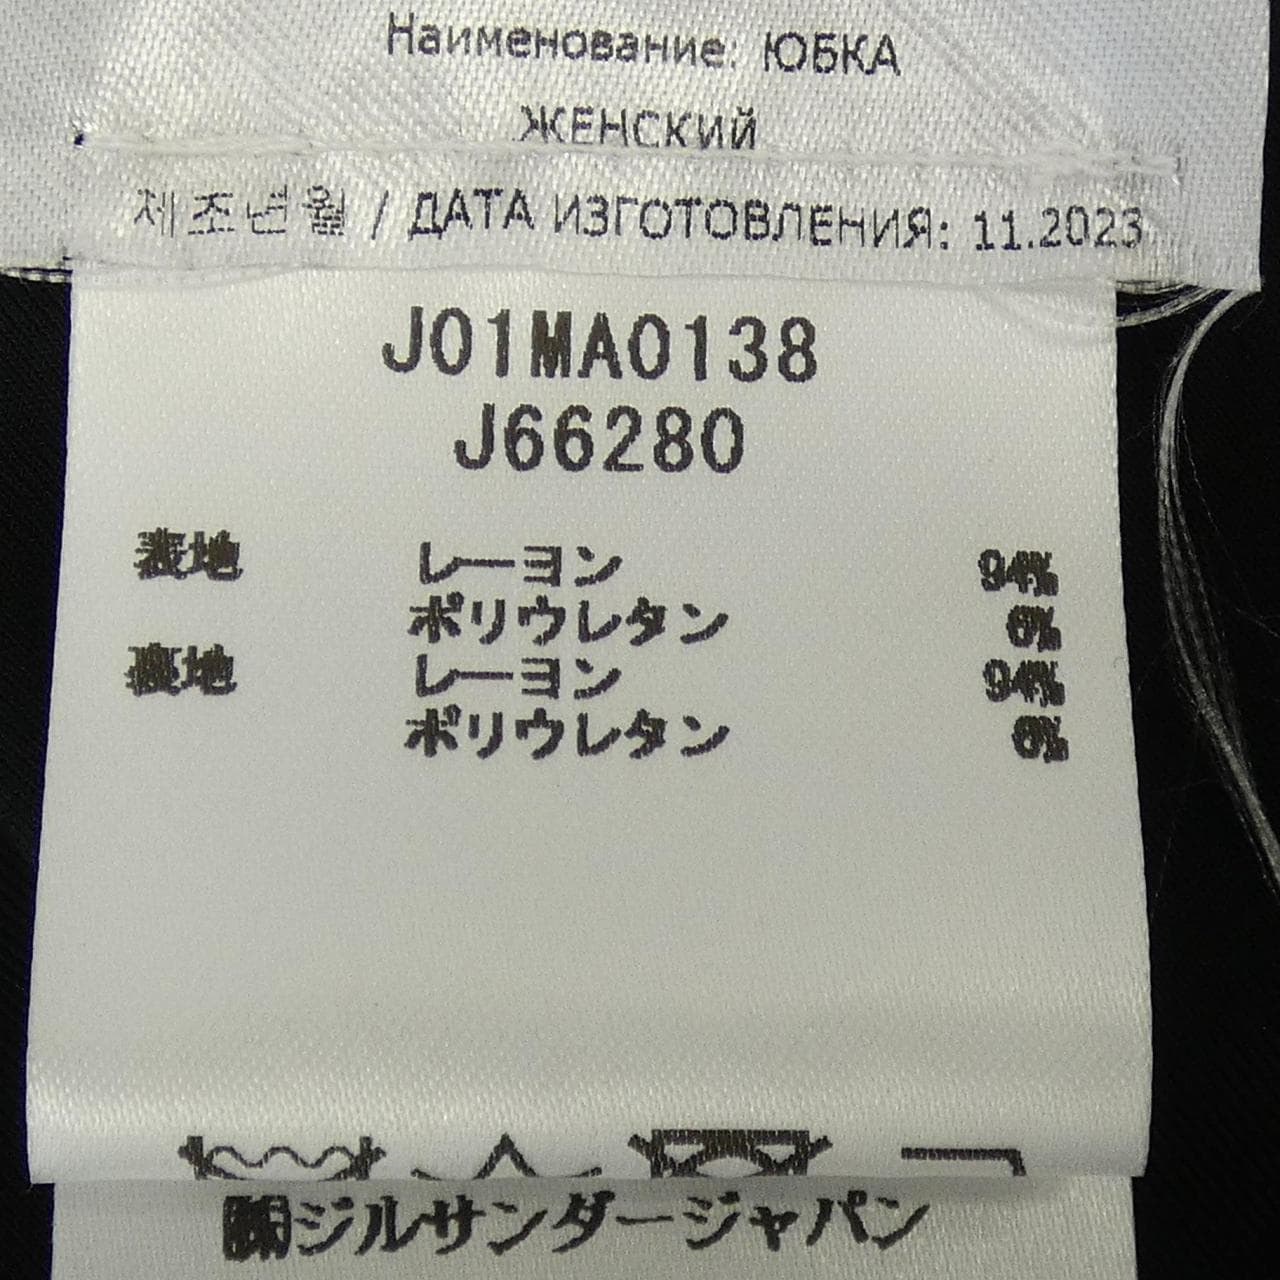 Наименование: ЮБКА
ЖЕНСКИЙ
제조년월 / ДАТА ИЗГОТОВЛЕНИЯ: 11.2023
J01MA0138
J66280
表地 レーヨン 94%
ポリウレタン 6%
裏地 レーヨン 94%
ポリウレタン 6%
㈱ジルサンダージャパン